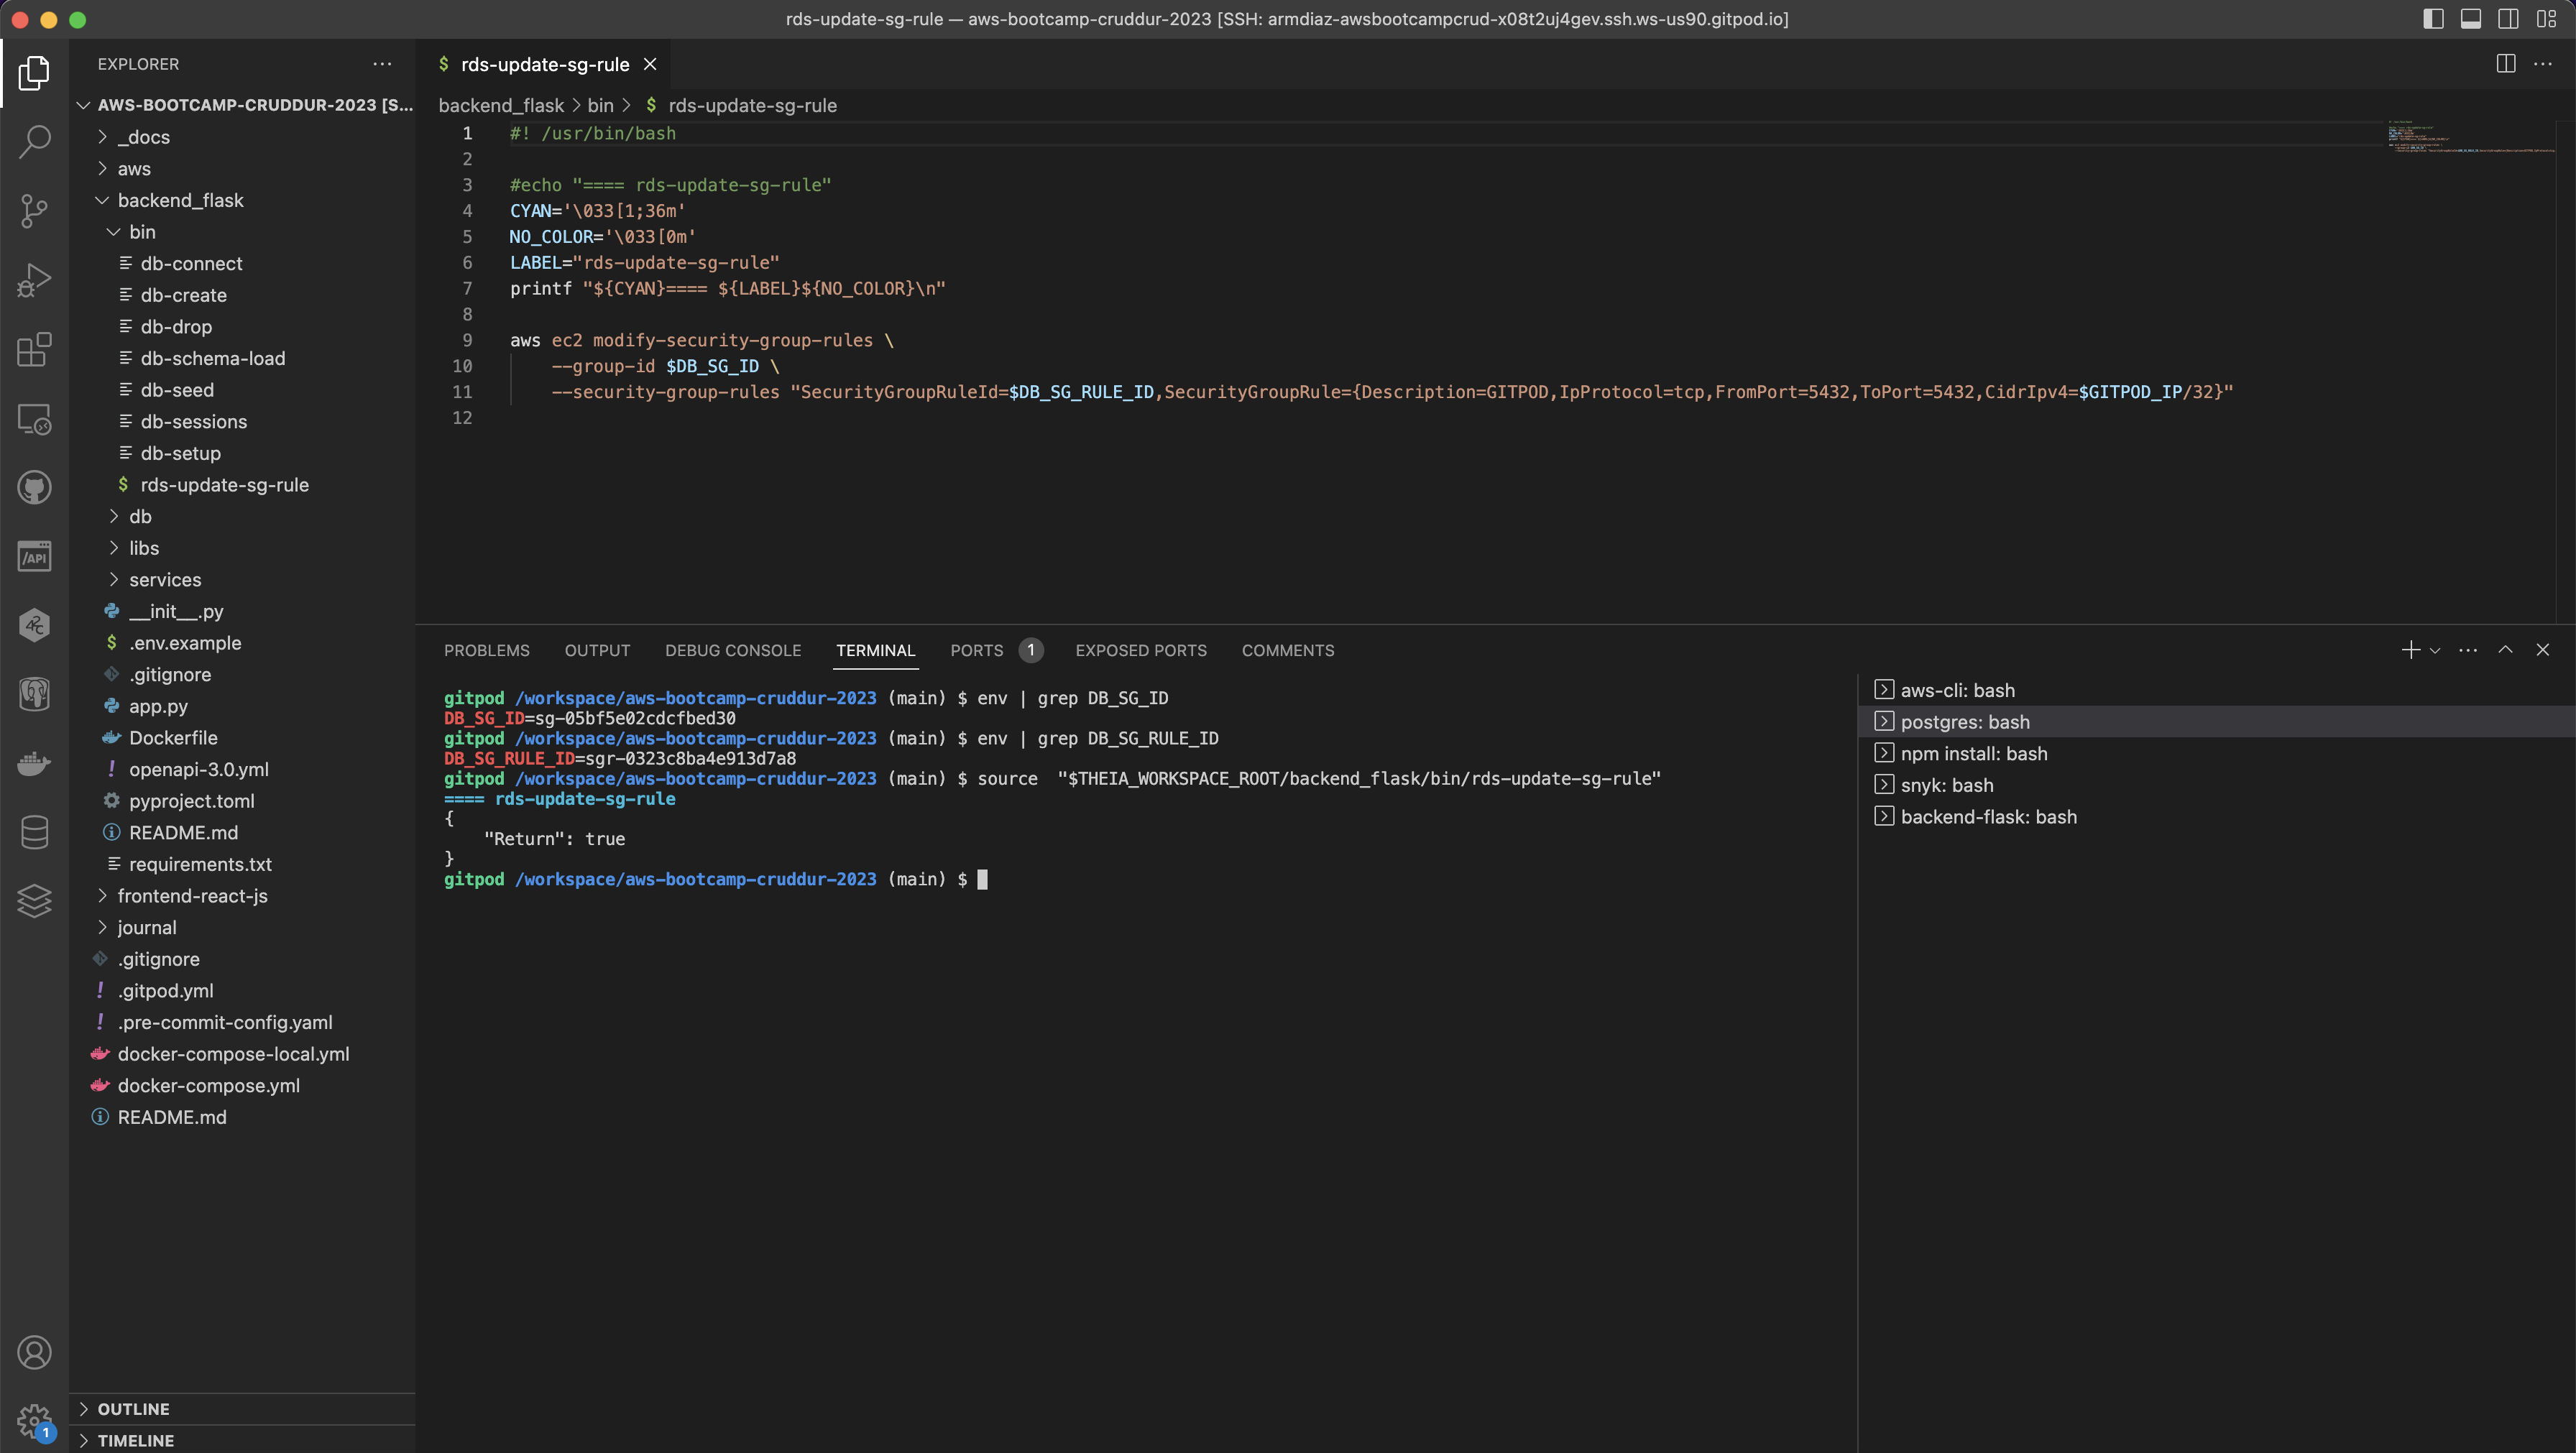 rds-update-sg-rule — aws-bootcamp-cruddur-2023 [SSH: armdiaz-awsbootcampcrud-x08t2uj4gev.ssh.ws-us90.gitpod.io]
EXPLORER
AWS-BOOTCAMP-CRUDDUR-2023 [S...
_docs
aws
backend_flask
bin
db-connect
db-create
db-drop
db-schema-load
db-seed
db-sessions
db-setup
$ rds-update-sg-rule
db
libs
services
__init__.py
$ .env.example
.gitignore
app.py
Dockerfile
! openapi-3.0.yml
pyproject.toml
README.md
requirements.txt
frontend-react-js
journal
.gitignore
! .gitpod.yml
! .pre-commit-config.yaml
docker-compose-local.yml
docker-compose.yml
README.md
OUTLINE
TIMELINE
/API
42C
1
$ rds-update-sg-rule
backend_flask > bin > $ rds-update-sg-rule
1 #! /usr/bin/bash
2
3 #echo "==== rds-update-sg-rule"
4 CYAN='\033[1;36m'
5 NO_COLOR='\033[0m'
6 LABEL="rds-update-sg-rule"
7 printf "${CYAN}==== ${LABEL}${NO_COLOR}\n"
8
9 aws ec2 modify-security-group-rules \
10 --group-id $DB_SG_ID \
11 --security-group-rules "SecurityGroupRuleId=$DB_SG_RULE_ID,SecurityGroupRule={Description=GITPOD,IpProtocol=tcp,FromPort=5432,ToPort=5432,CidrIpv4=$GITPOD_IP/32}"
12
PROBLEMS OUTPUT DEBUG CONSOLE TERMINAL PORTS 1 EXPOSED PORTS COMMENTS
gitpod /workspace/aws-bootcamp-cruddur-2023 (main) $ env | grep DB_SG_ID
DB_SG_ID=sg-05bf5e02cdcfbed30
gitpod /workspace/aws-bootcamp-cruddur-2023 (main) $ env | grep DB_SG_RULE_ID
DB_SG_RULE_ID=sgr-0323c8ba4e913d7a8
gitpod /workspace/aws-bootcamp-cruddur-2023 (main) $ source  "$THEIA_WORKSPACE_ROOT/backend_flask/bin/rds-update-sg-rule"
==== rds-update-sg-rule
{
    "Return": true
}
gitpod /workspace/aws-bootcamp-cruddur-2023 (main) $
aws-cli: bash
postgres: bash
npm install: bash
snyk: bash
backend-flask: bash